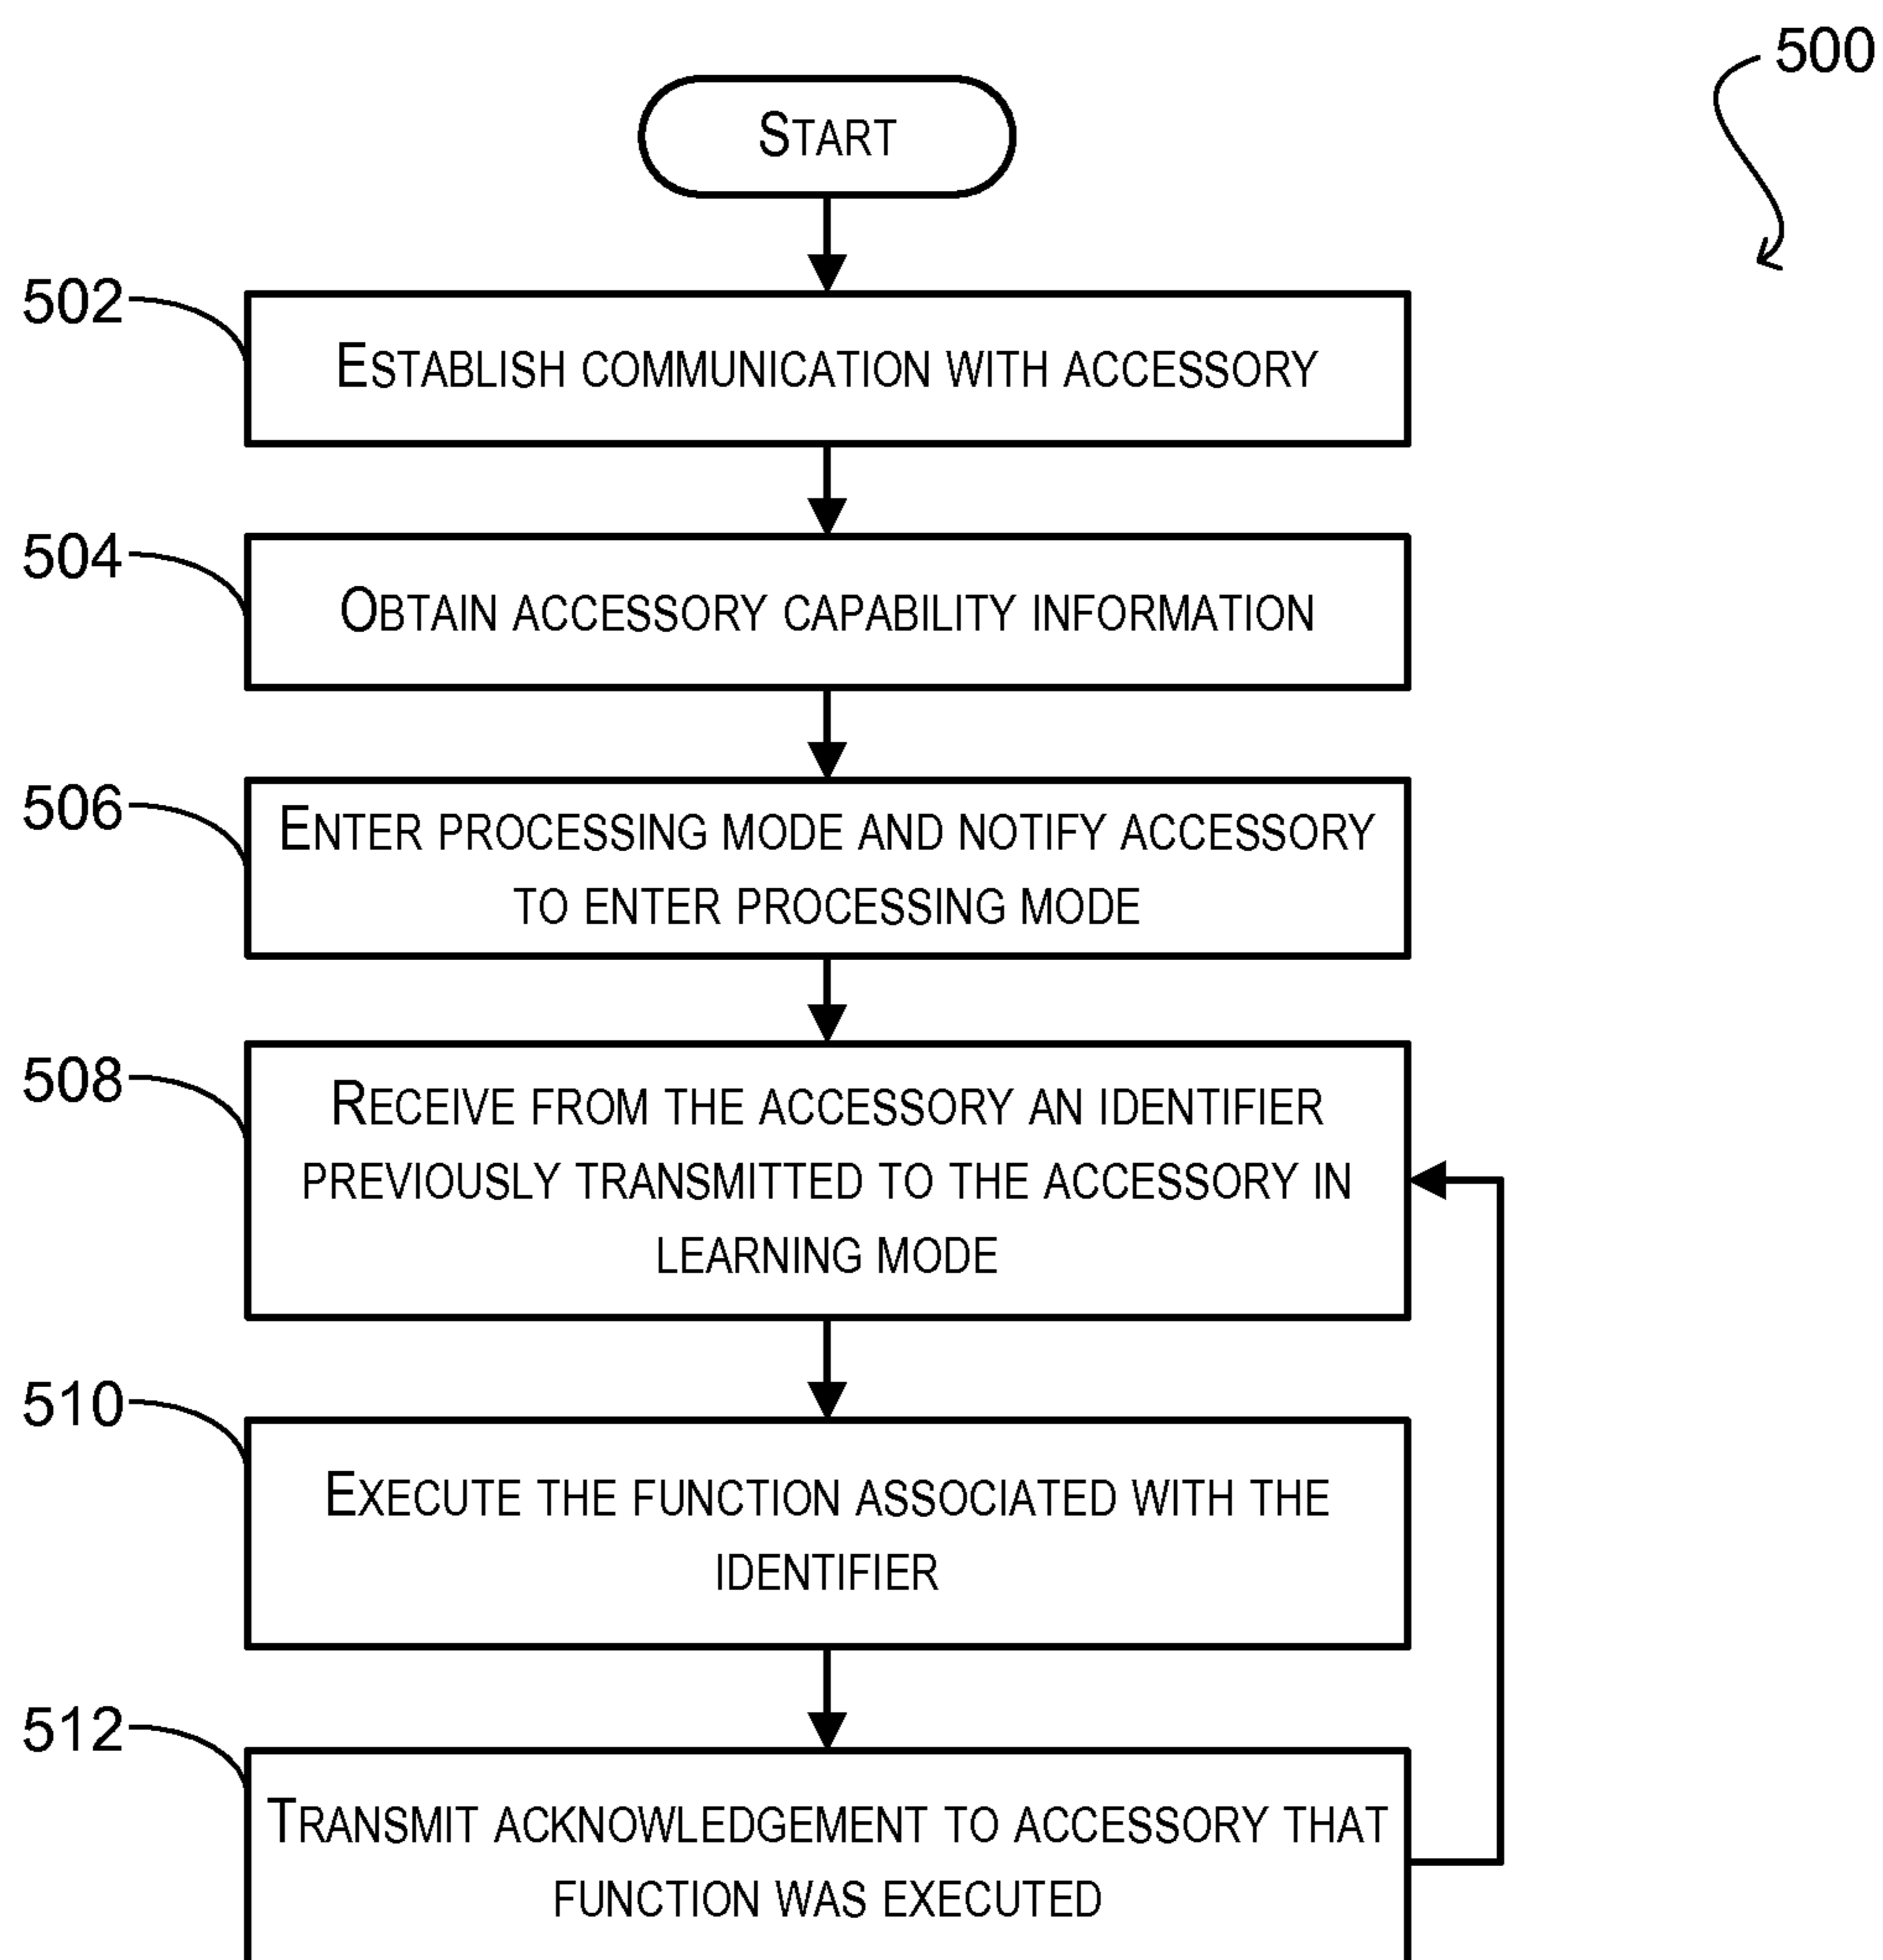 500
START
502
ESTABLISH COMMUNICATION WITH ACCESSORY
504
OBTAIN ACCESSORY CAPABILITY INFORMATION
506
ENTER PROCESSING MODE AND NOTIFY ACCESSORY
TO ENTER PROCESSING MODE
508
RECEIVE FROM THE ACCESSORY AN IDENTIFIER
PREVIOUSLY TRANSMITTED TO THE ACCESSORY IN
LEARNING MODE
510
EXECUTE THE FUNCTION ASSOCIATED WITH THE
IDENTIFIER
512
TRANSMIT ACKNOWLEDGEMENT TO ACCESSORY THAT
FUNCTION WAS EXECUTED